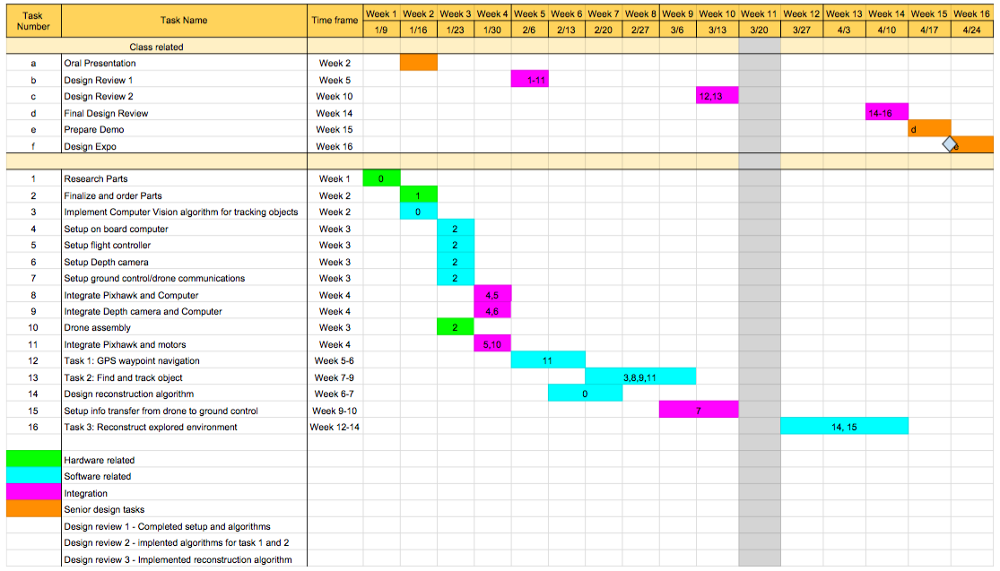 Task Number Task Name Time frame Week 1 Week 2 Week 3 Week 4 Week 5 Week 6 Week 7 Week 8 Week 9 Week 10 Week 11 Week 12 Week 13 Week 14 Week 15 Week 16
1/9 1/16 1/23 1/30 2/6 2/13 2/20 2/27 3/6 3/13 3/20 3/27 4/3 4/10 4/17 4/24
Class related
a Oral Presentation Week 2
b Design Review 1 Week 5 1-11
c Design Review 2 Week 10 12,13
d Final Design Review Week 14 14-16
e Prepare Demo Week 15 d
f Design Expo Week 16 e
1 Research Parts Week 1 0
2 Finalize and order Parts Week 2 1
3 Implement Computer Vision algorithm for tracking objects Week 2 0
4 Setup on board computer Week 3 2
5 Setup flight controller Week 3 2
6 Setup Depth camera Week 3 2
7 Setup ground control/drone communications Week 3 2
8 Integrate Pixhawk and Computer Week 4 4,5
9 Integrate Depth camera and Computer Week 4 4,6
10 Drone assembly Week 3 2
11 Integrate Pixhawk and motors Week 4 5,10
12 Task 1: GPS waypoint navigation Week 5-6 11
13 Task 2: Find and track object Week 7-9 3,8,9,11
14 Design reconstruction algorithm Week 6-7 0
15 Setup info transfer from drone to ground control Week 9-10 7
16 Task 3: Reconstruct explored environment Week 12-14 14, 15
Hardware related
Software related
Integration
Senior design tasks
Design review 1 - Completed setup and algorithms
Design review 2 - implented algorithms for task 1 and 2
Design review 3 - Implemented reconstruction algorithm